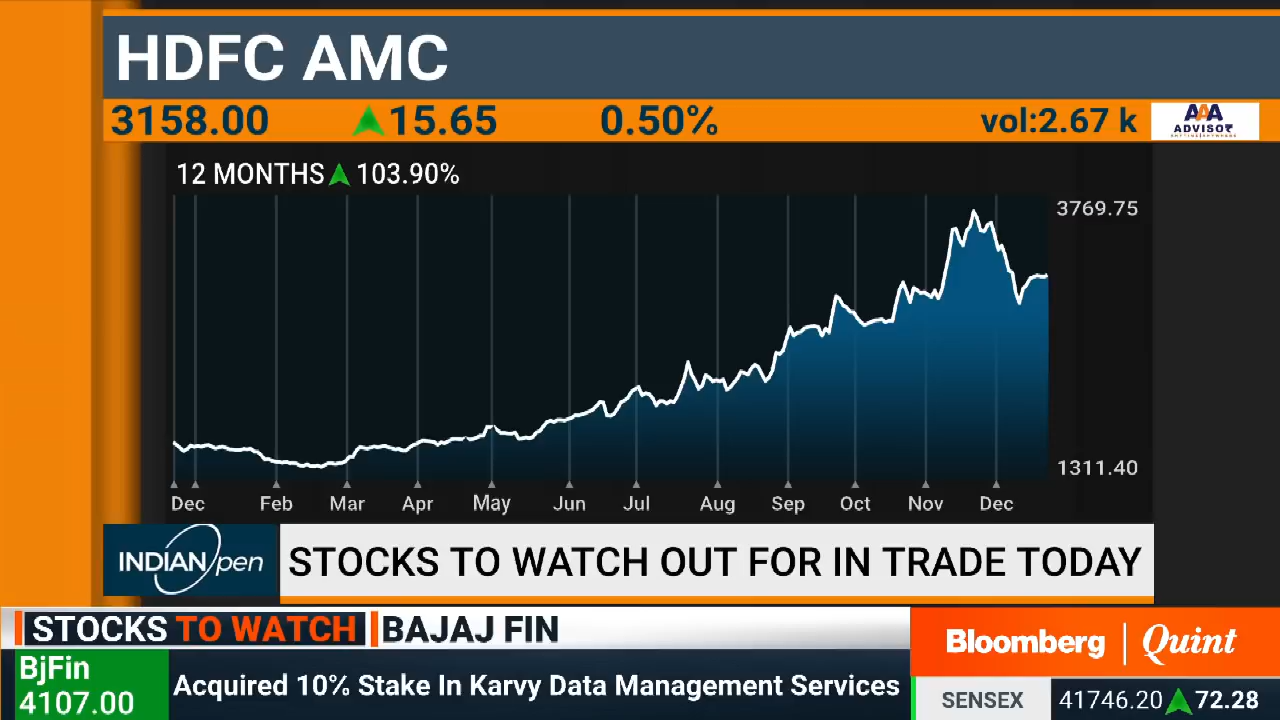 HDFC AMC
3158.00 15.65 0.50% vol:2.67 k
AAA
ADVISOR
12 MONTHS 103.90%
3769.75
1311.40
Dec Feb Mar Apr May Jun Jul Aug Sep Oct Nov Dec
INDIAN Open
STOCKS TO WATCH OUT FOR IN TRADE TODAY
STOCKS TO WATCH BAJAJ FIN
Bloomberg | Quint
BjFin
4107.00
Acquired 10% Stake In Karvy Data Management Services
SENSEX 41746.20 72.28